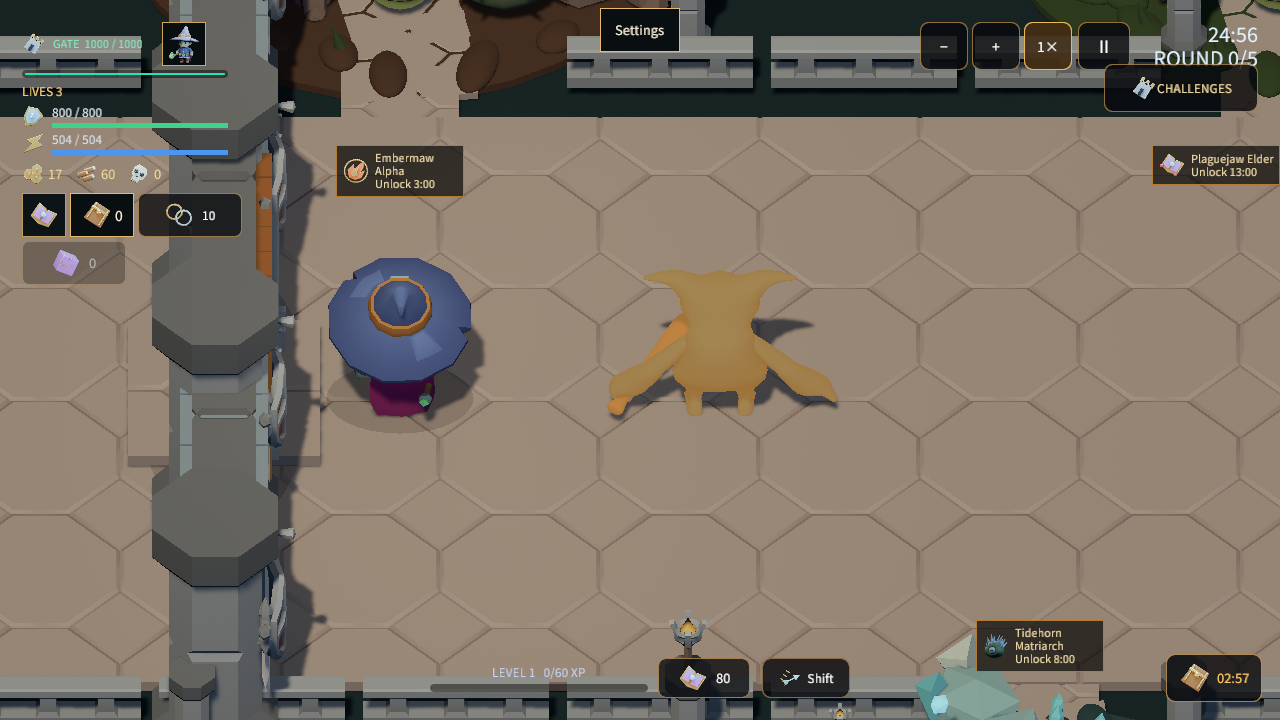 Settings
GATE 1000 / 1000
−
+
1×
24:56
ROUND 0/5
LIVES 3
CHALLENGES
800 / 800
504 / 504
17
60
0
Embermaw
Alpha
Unlock 3:00
Plaguejaw Elder
Unlock 13:00
0
10
0
Tidehorn
Matriarch
Unlock 8:00
LEVEL 1 0/60 XP
80
Shift
02:57